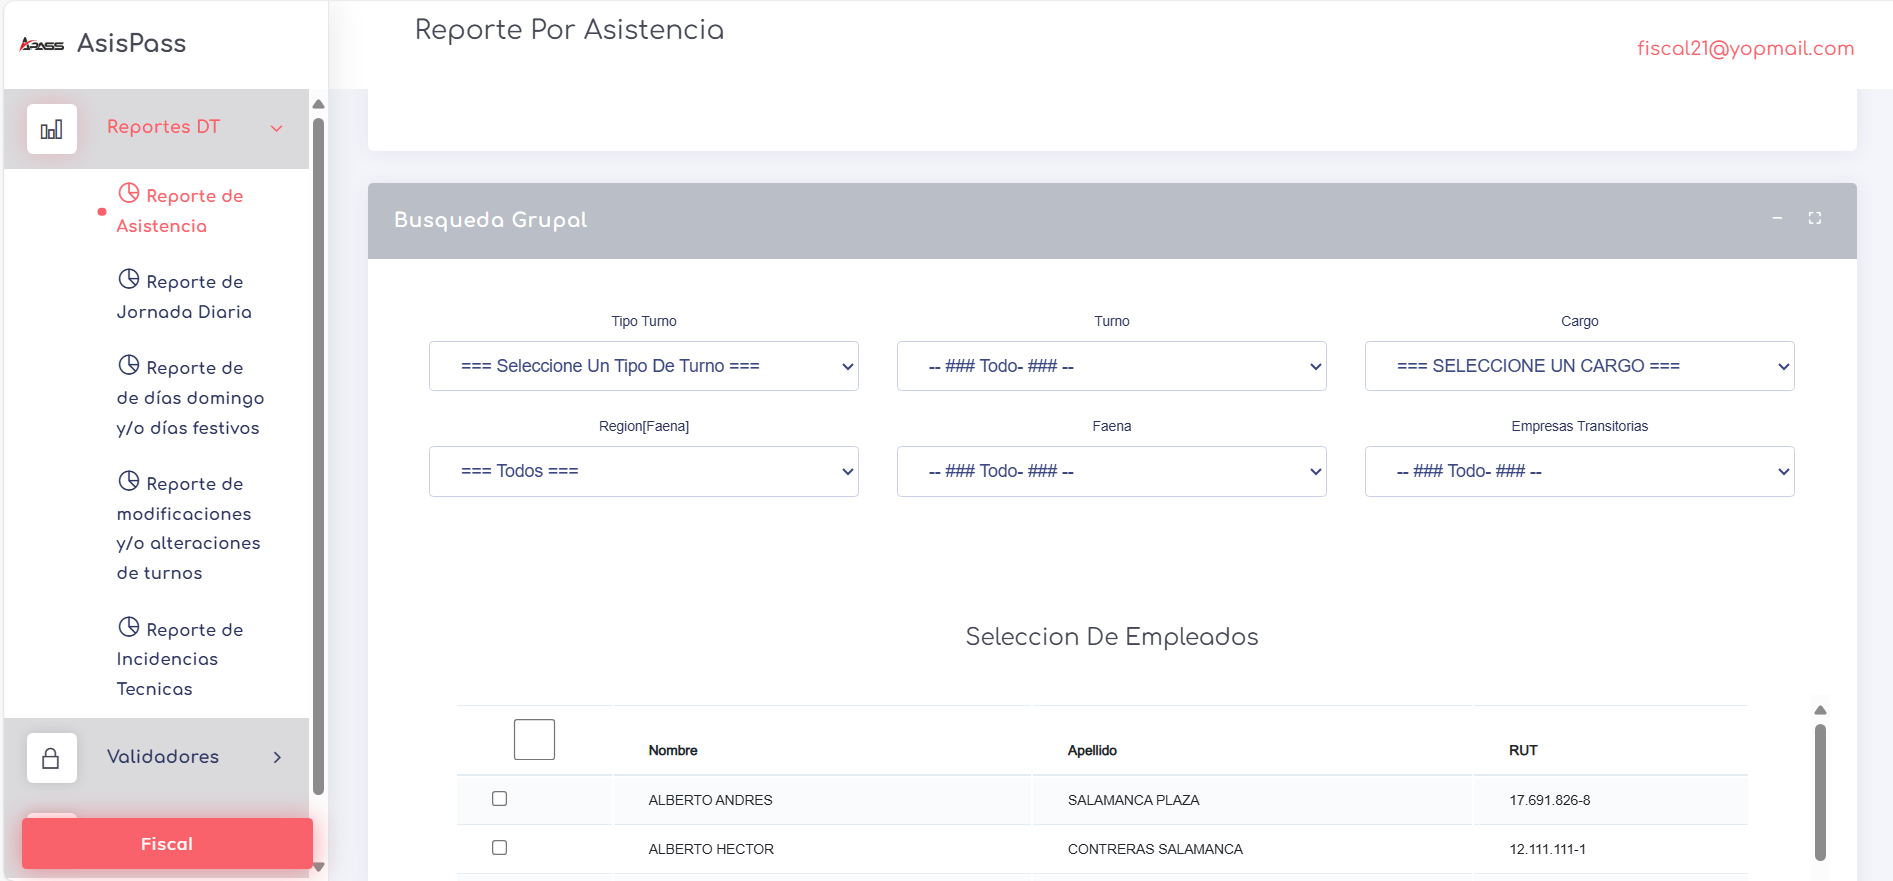 APASS AsisPass
Reporte Por Asistencia
fiscal21@yopmail.com
Reportes DT
Reporte de
Asistencia
Reporte de
Jornada Diaria
Reporte de
de días domingo
y/o días festivos
Reporte de
modificaciones
y/o alteraciones
de turnos
Reporte de
Incidencias
Tecnicas
Validadores
Fiscal
Busqueda Grupal
Tipo Turno Turno Cargo
=== Seleccione Un Tipo De Turno === -- ### Todo- ### -- === SELECCIONE UN CARGO ===
Region[Faena] Faena Empresas Transitorias
=== Todos === -- ### Todo- ### -- -- ### Todo- ### --
Seleccion De Empleados
Nombre Apellido RUT
ALBERTO ANDRES SALAMANCA PLAZA 17.691.826-8
ALBERTO HECTOR CONTRERAS SALAMANCA 12.111.111-1